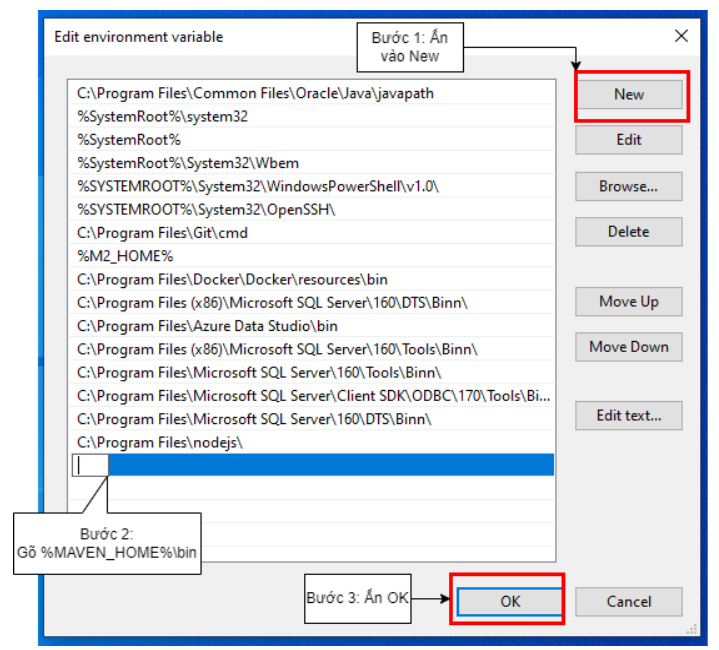 Edit environment variable
Bước 1: Ấn
vào New
C:\Program Files\Common Files\Oracle\Java\javapath
New
%SystemRoot%\system32
%SystemRoot%
Edit
%SystemRoot%\System32\Wbem
%SYSTEMROOT%\System32\WindowsPowerShell\v1.0\
Browse...
%SYSTEMROOT%\System32\OpenSSH\
C:\Program Files\Git\cmd
Delete
%M2_HOME%
C:\Program Files\Docker\Docker\resources\bin
C:\Program Files (x86)\Microsoft SQL Server\160\DTS\Binn\
Move Up
C:\Program Files\Azure Data Studio\bin
C:\Program Files (x86)\Microsoft SQL Server\160\Tools\Binn\
Move Down
C:\Program Files\Microsoft SQL Server\160\Tools\Binn\
C:\Program Files\Microsoft SQL Server\Client SDK\ODBC\170\Tools\Bi...
C:\Program Files\Microsoft SQL Server\160\DTS\Binn\
Edit text...
C:\Program Files\nodejs\
Bước 2:
Gõ %MAVEN_HOME%\bin
Bước 3: Ấn OK
OK
Cancel